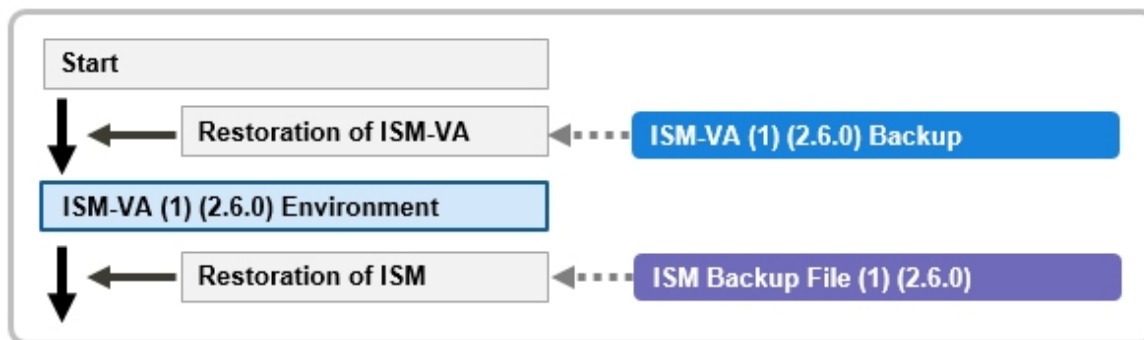 Start
Restoration of ISM-VA
ISM-VA (1) (2.6.0) Backup
ISM-VA (1) (2.6.0) Environment
Restoration of ISM
ISM Backup File (1) (2.6.0)